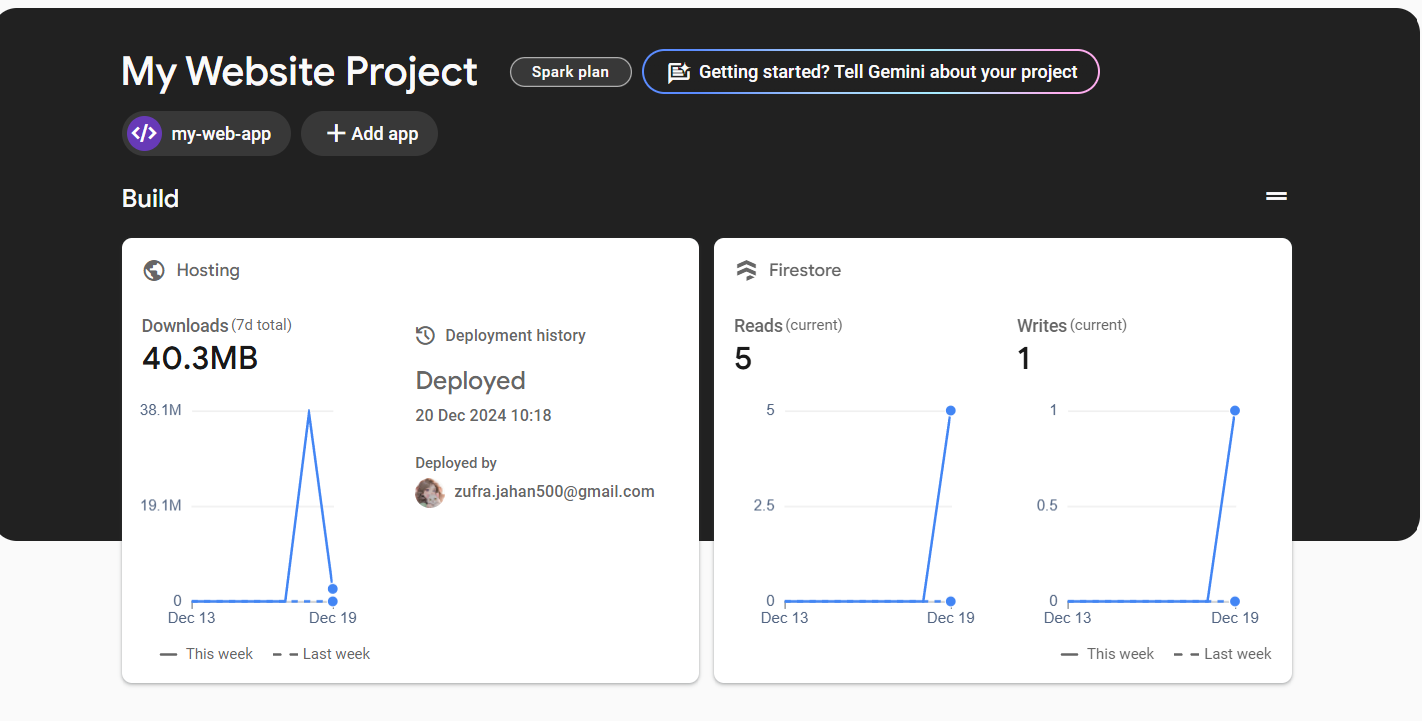 My Website Project
Spark plan
Getting started? Tell Gemini about your project
my-web-app
Add app
Build
Hosting
Downloads (7d total)
40.3MB
38.1M
19.1M
0
Dec 13
Dec 19
This week
Last week
Deployment history
Deployed
20 Dec 2024 10:18
Deployed by
zufra.jahan500@gmail.com
Firestore
Reads (current)
5
5
2.5
0
Dec 13
Dec 19
Writes (current)
1
1
0.5
0
Dec 13
Dec 19
This week
Last week